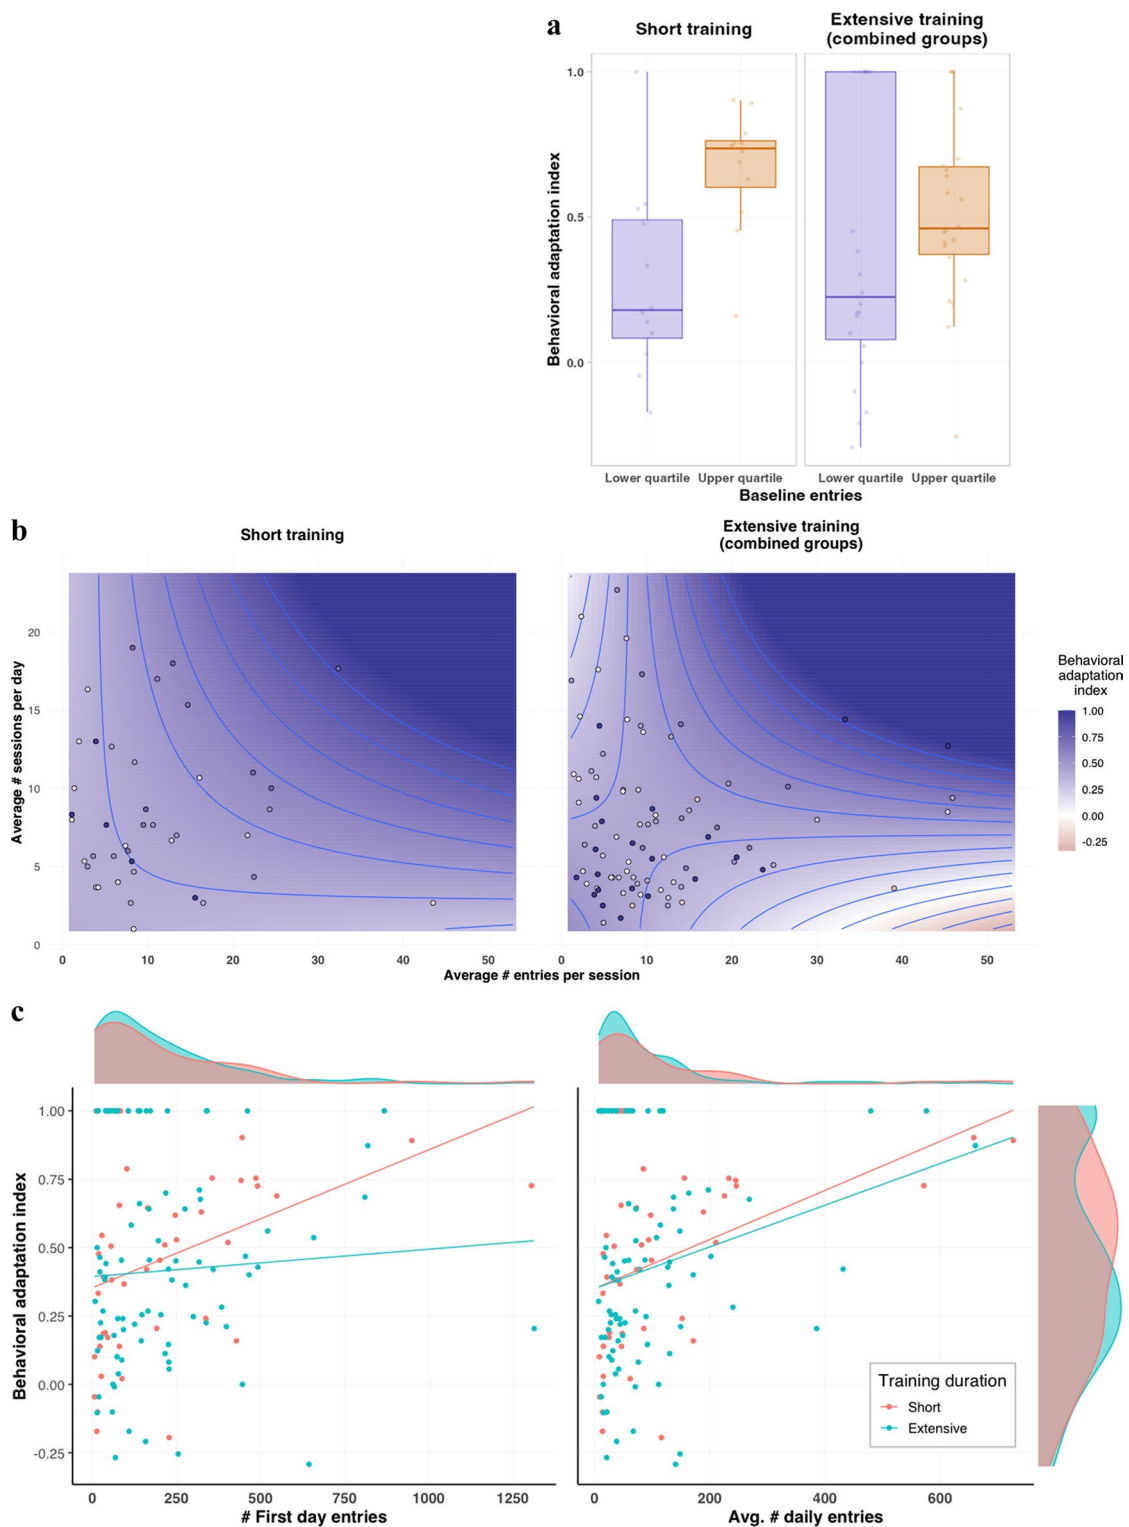 a
Short training
Extensive training
(combined groups)
Behavioral adaptation index
1.0
0.5
0.0
Lower quartile Upper quartile
Lower quartile Upper quartile
Baseline entries
b
Short training
Extensive training
(combined groups)
Average # sessions per day
20
15
10
5
0
0 10 20 30 40 50
0 10 20 30 40 50
Average # entries per session
Behavioral
adaptation
index
1.00
0.75
0.50
0.25
0.00
-0.25
c
Behavioral adaptation index
1.00
0.75
0.50
0.25
0.00
-0.25
0 250 500 750 1000 1250
# First day entries
0 200 400 600
Avg. # daily entries
Training duration
Short
Extensive